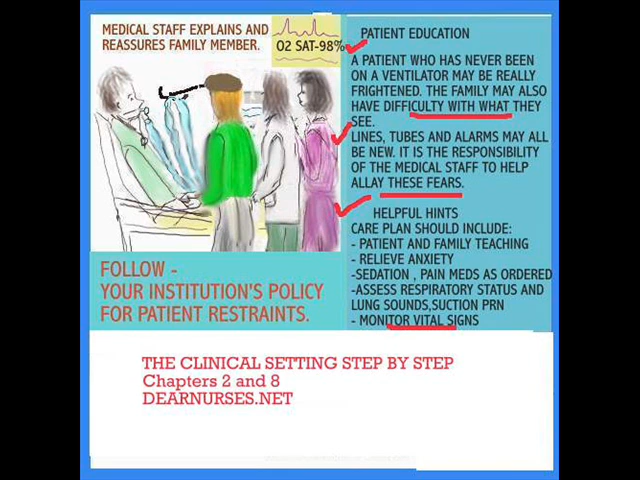 MEDICAL STAFF EXPLAINS AND
REASSURES FAMILY MEMBER.
O2 SAT-98%
PATIENT EDUCATION
A PATIENT WHO HAS NEVER BEEN
ON A VENTILATOR MAY BE REALLY
FRIGHTENED. THE FAMILY MAY ALSO
HAVE DIFFICULTY WITH WHAT THEY
SEE.
LINES, TUBES AND ALARMS MAY ALL
BE NEW. IT IS THE RESPONSIBILITY
OF THE MEDICAL STAFF TO HELP
ALLAY THESE FEARS.
HELPFUL HINTS
CARE PLAN SHOULD INCLUDE:
- PATIENT AND FAMILY TEACHING
- RELIEVE ANXIETY
-SEDATION , PAIN MEDS AS ORDERED
-ASSESS RESPIRATORY STATUS AND
LUNG SOUNDS,SUCTION PRN
- MONITOR VITAL SIGNS
FOLLOW -
YOUR INSTITUTION'S POLICY
FOR PATIENT RESTRAINTS.
THE CLINICAL SETTING STEP BY STEP
Chapters 2 and 8
DEARNURSES.NET